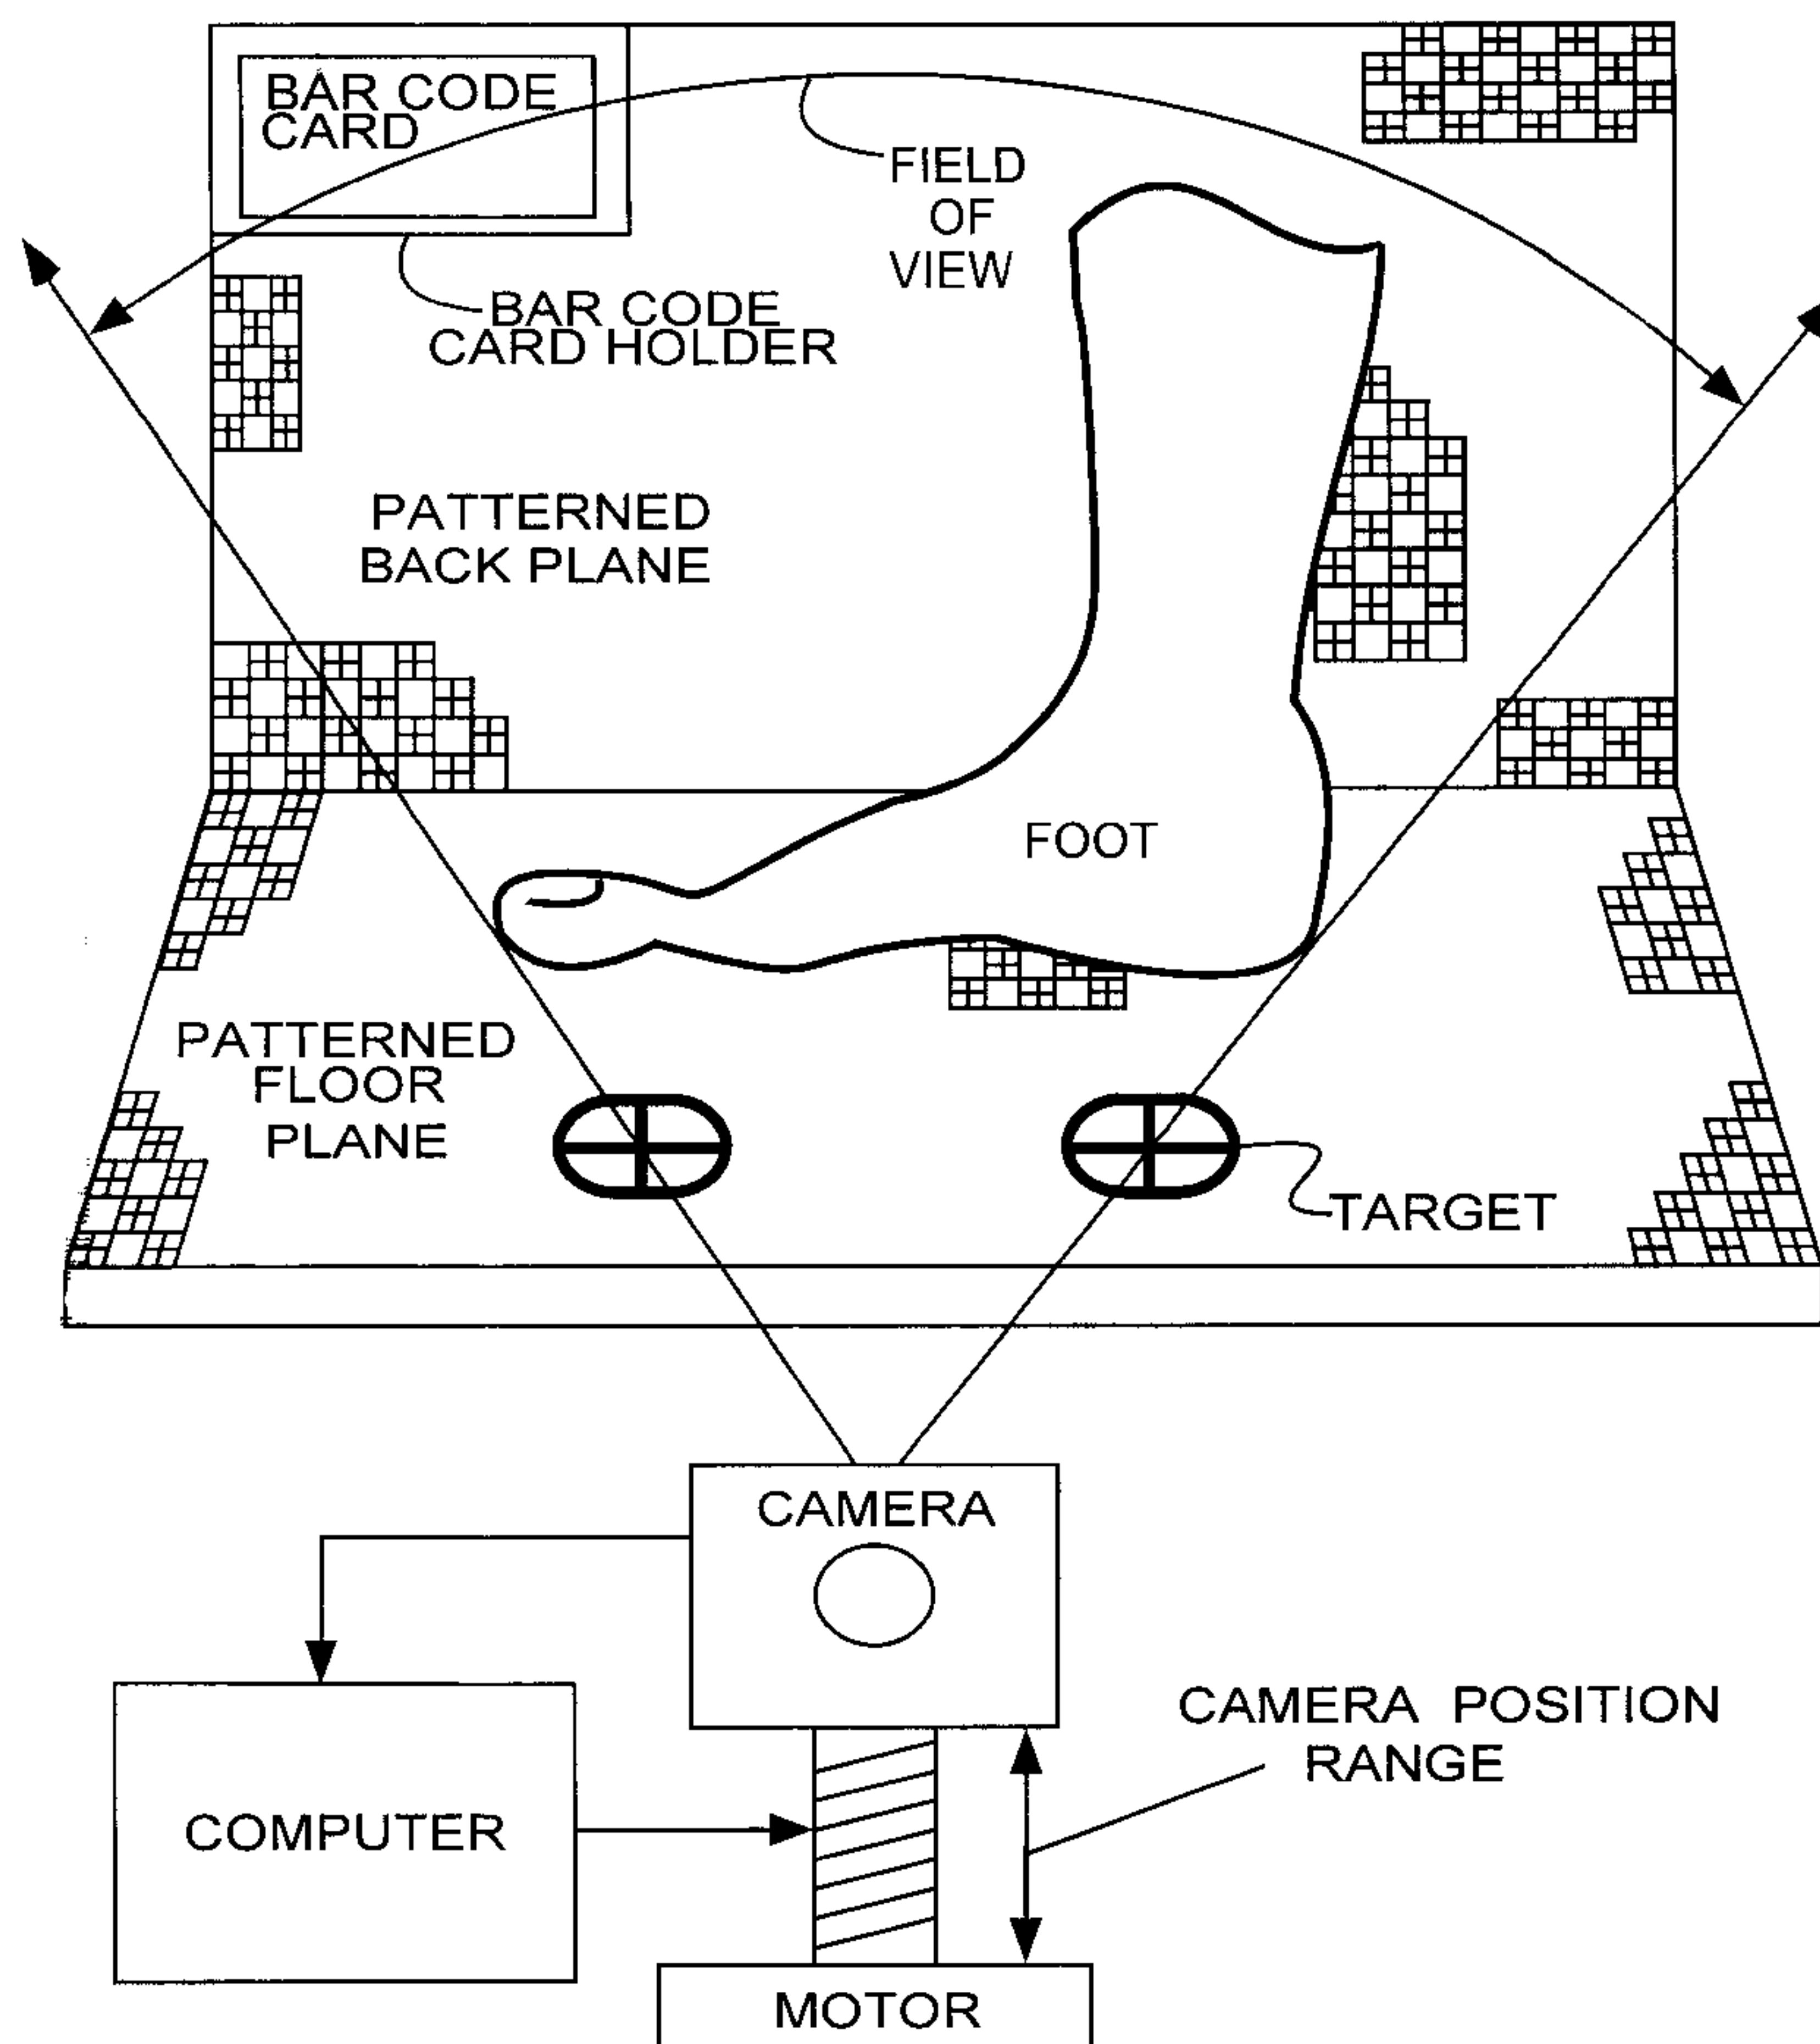 BAR CODE
CARD
FIELD
OF
VIEW
BAR CODE
CARD HOLDER
PATTERNED
BACK PLANE
FOOT
PATTERNED
FLOOR
PLANE
TARGET
CAMERA
CAMERA POSITION
RANGE
COMPUTER
MOTOR